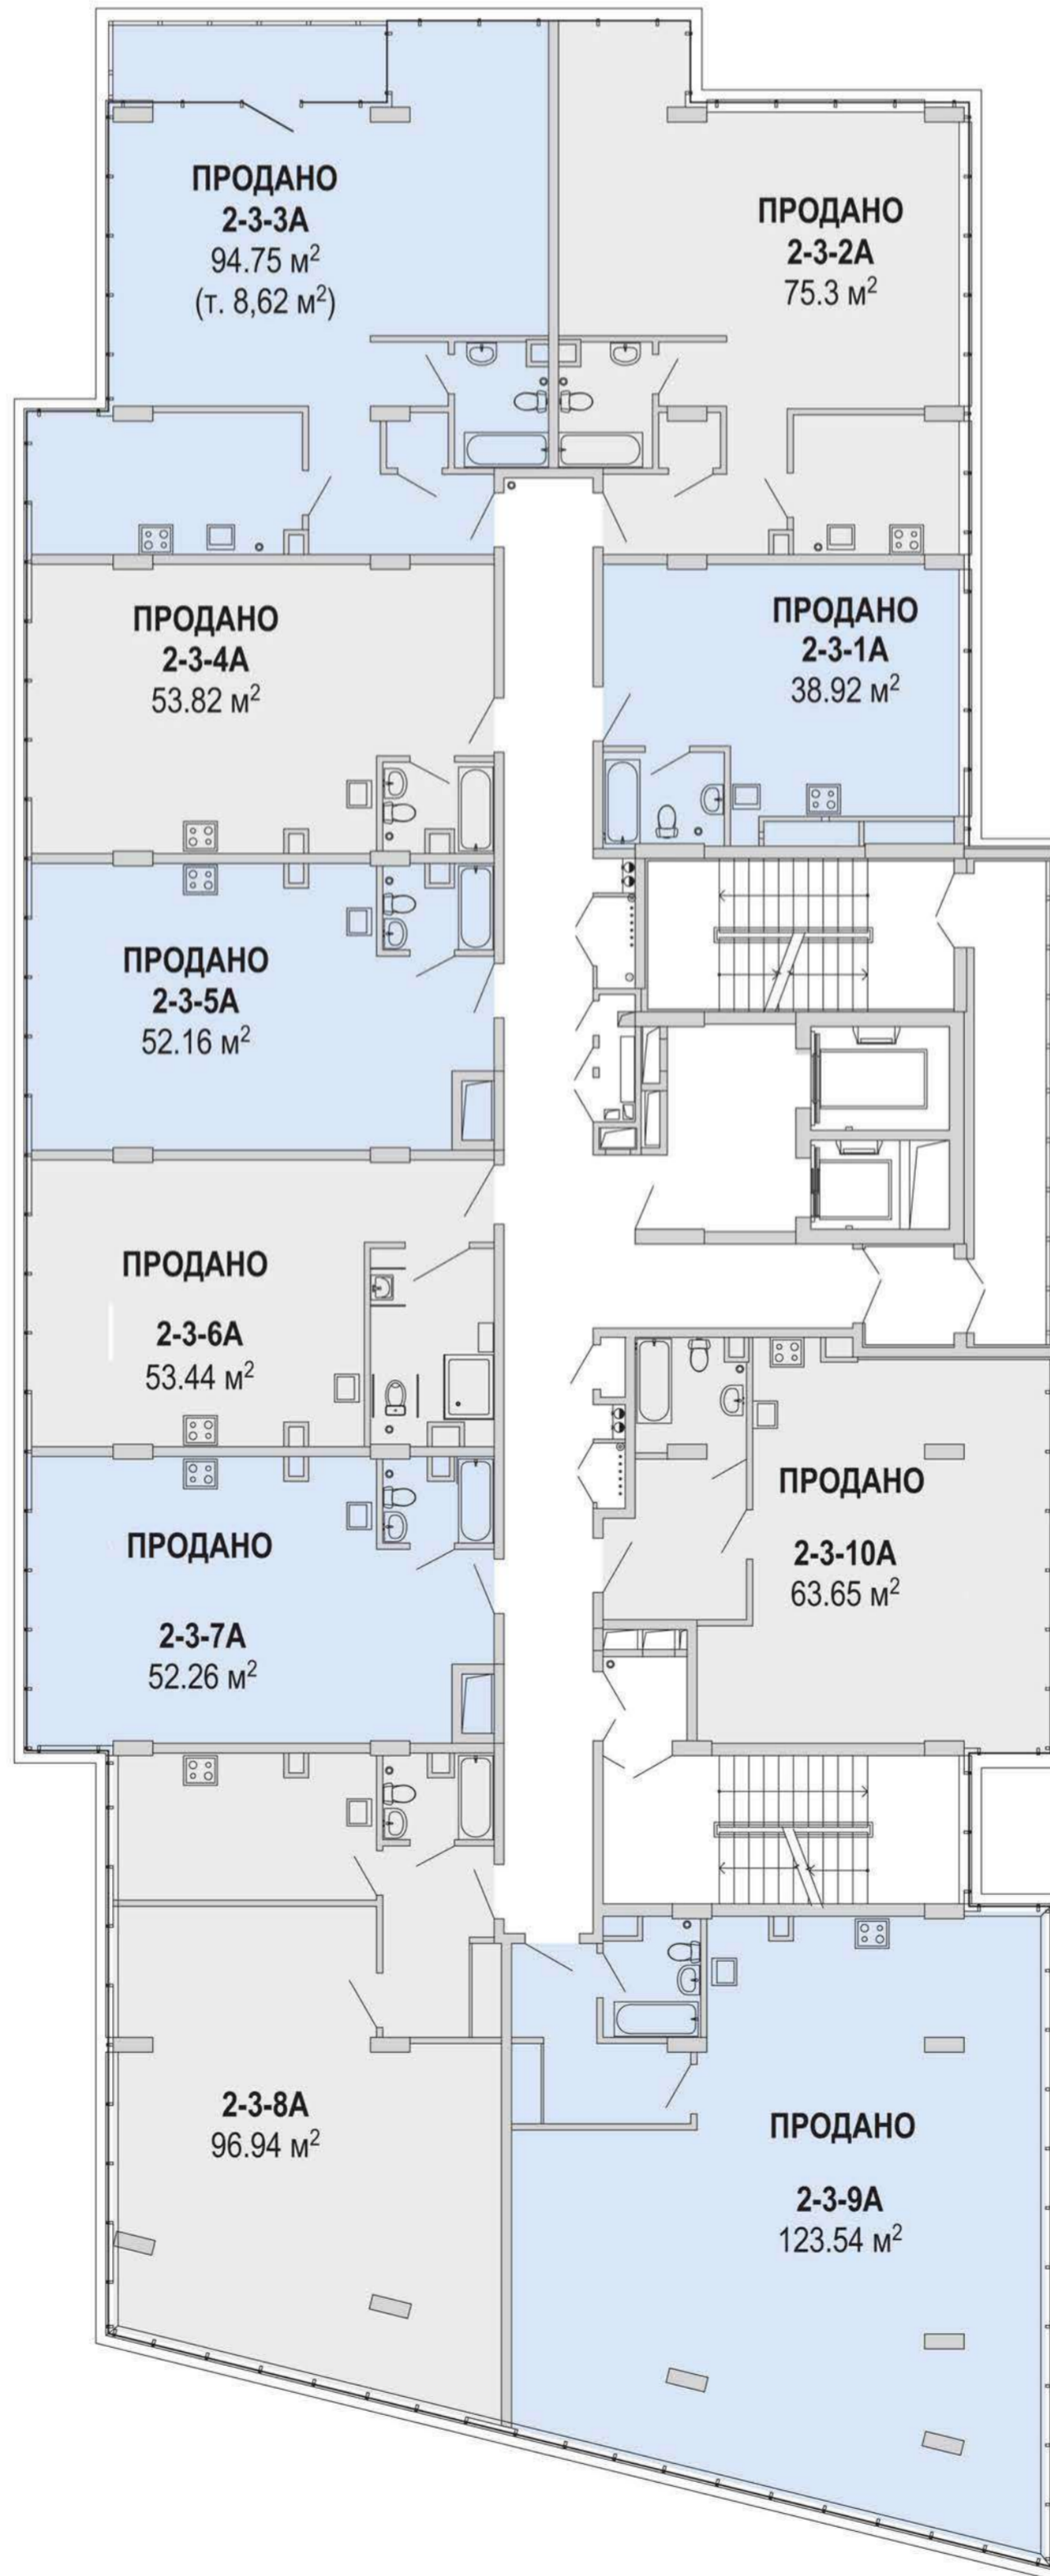 ПРОДАНО
2-3-3А
94.75 м²
(т. 8,62 м²)
ПРОДАНО
2-3-2А
75.3 м²
ПРОДАНО
2-3-4А
53.82 м²
ПРОДАНО
2-3-1А
38.92 м²
ПРОДАНО
2-3-5А
52.16 м²
ПРОДАНО
2-3-6А
53.44 м²
ПРОДАНО
2-3-10А
63.65 м²
ПРОДАНО
2-3-7А
52.26 м²
2-3-8А
96.94 м²
ПРОДАНО
2-3-9А
123.54 м²